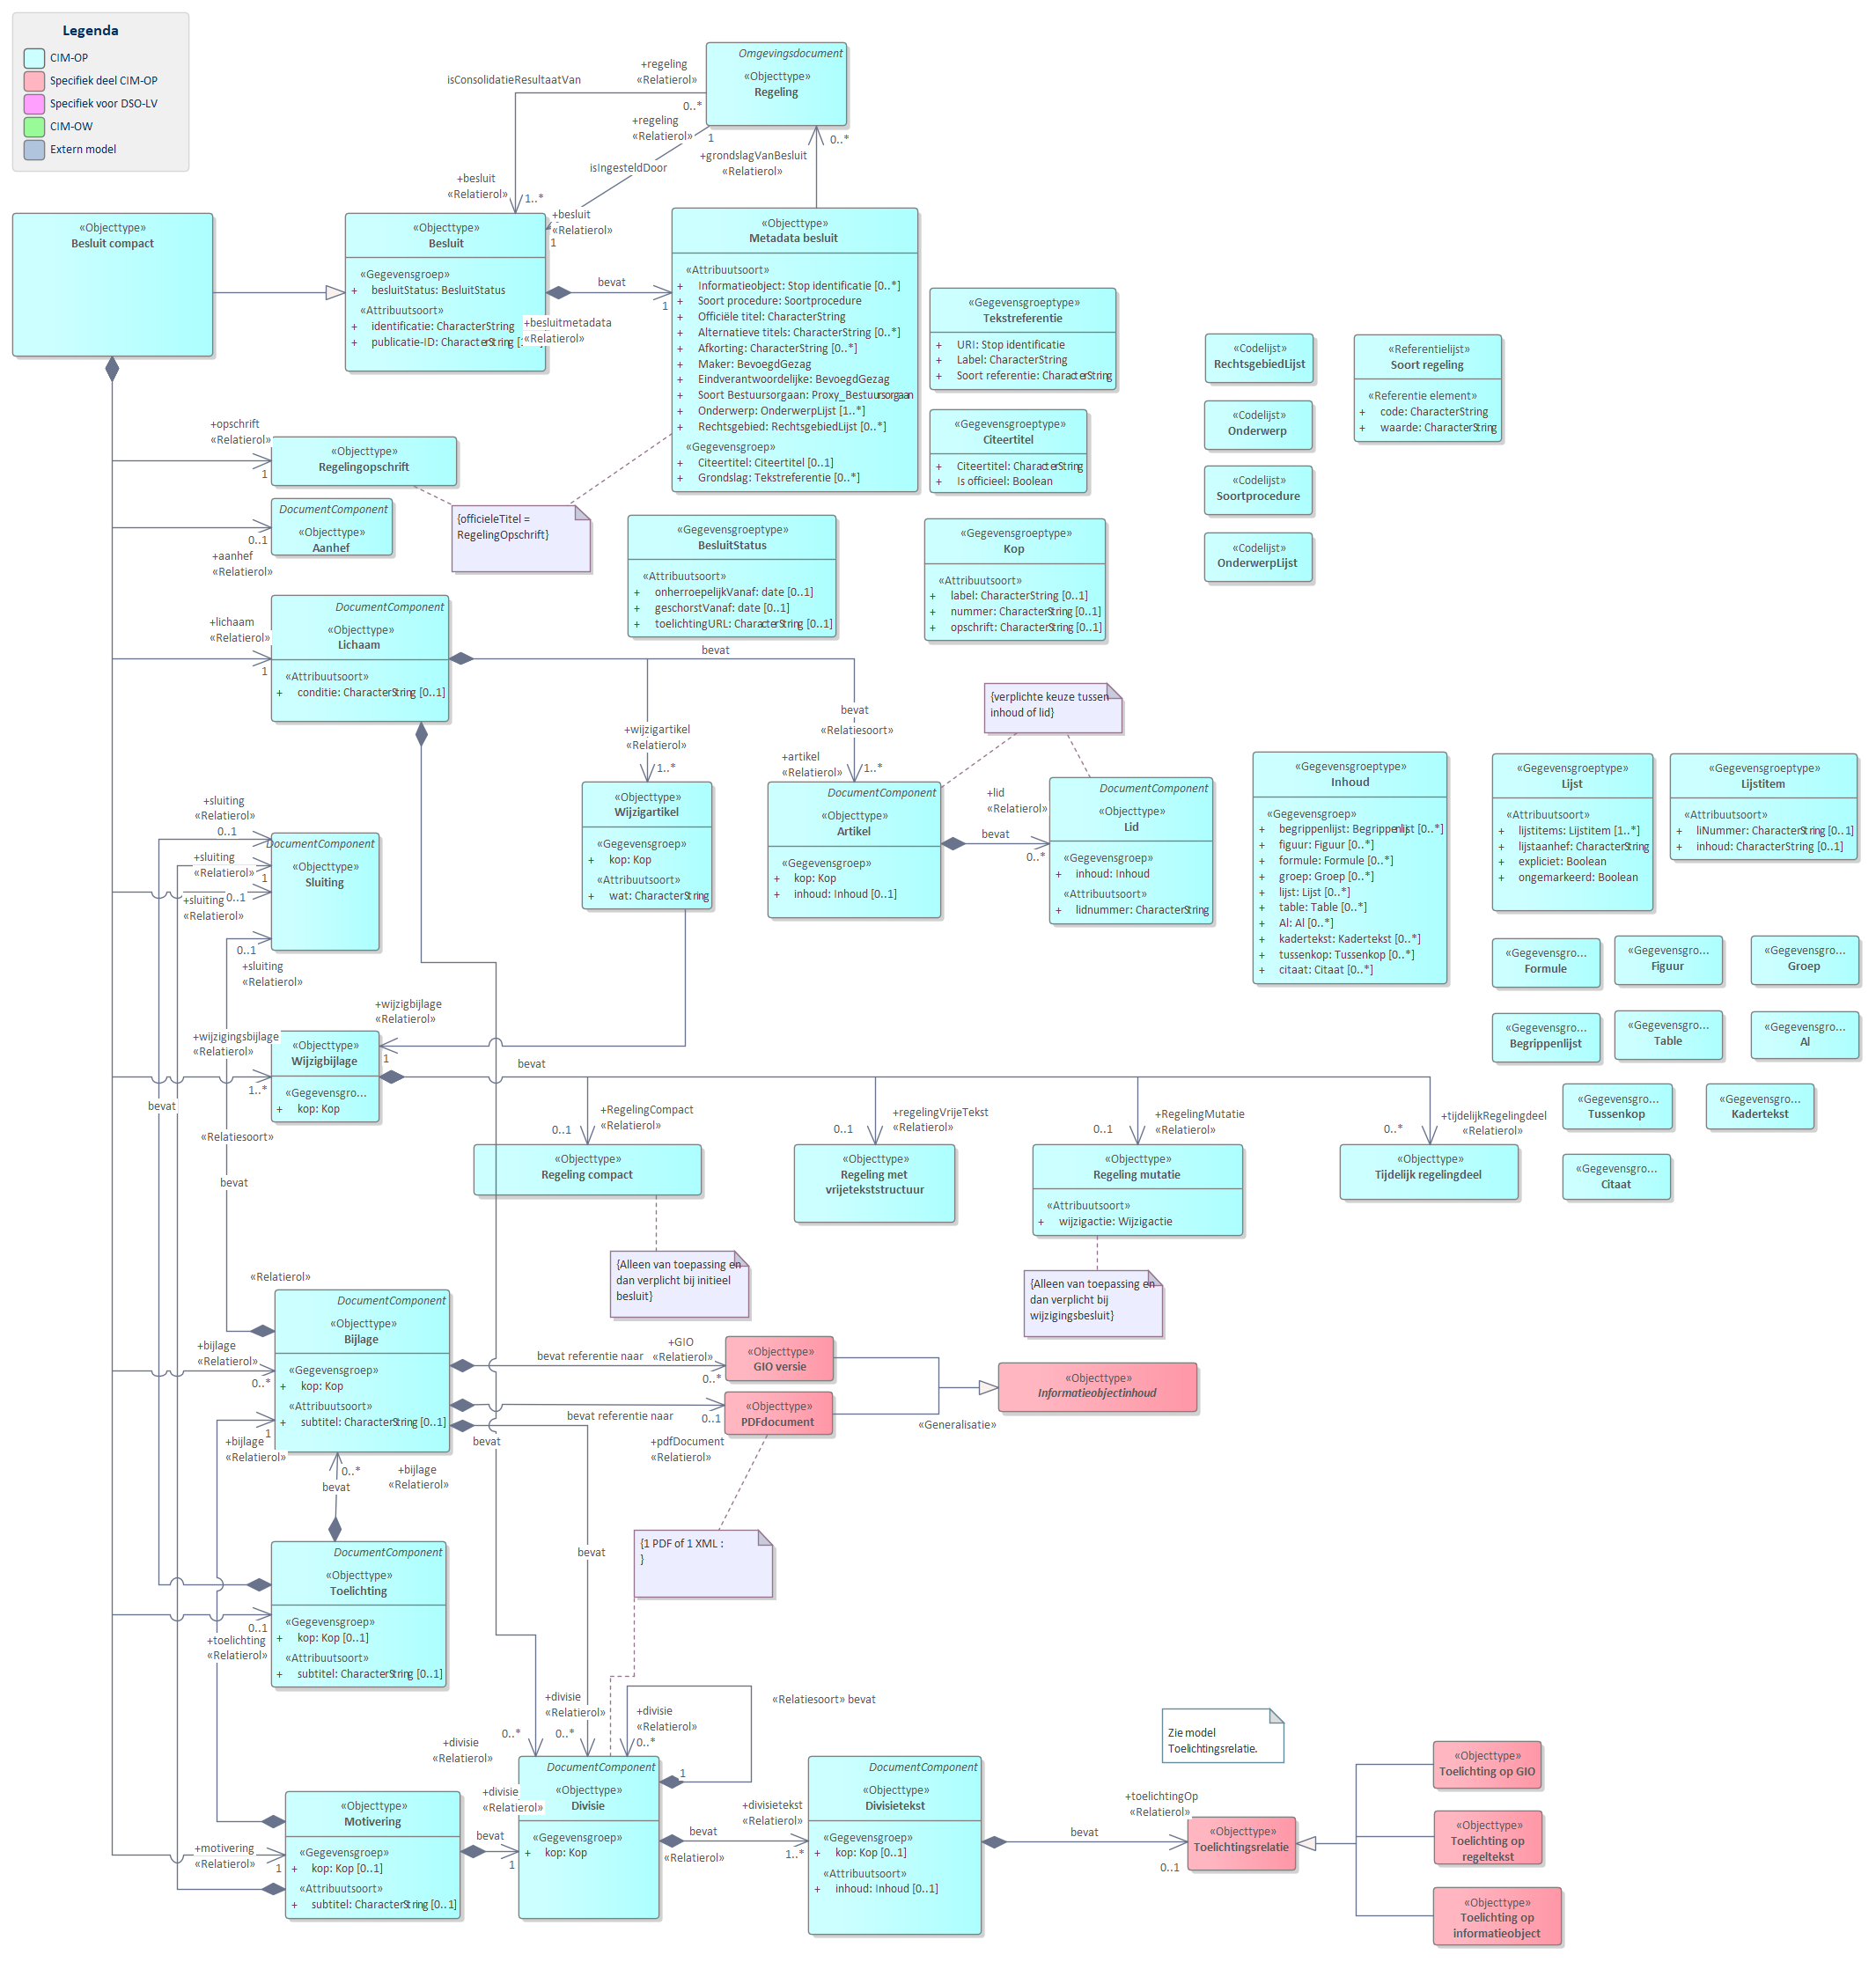 Legenda
CIM-OP
Specifiek deel CIM-OP
Specifiek voor DSO-LV
CIM-OW
Extern model
Omgevingsdocument
«Objecttype»
Regeling
+regeling
«Relatierol»
isConsolidatieResultaatVan
0..*
+regeling
«Relatierol»
1
isIngesteldDoor
+grondslagVanBesluit
«Relatierol»
0..*
+besluit
«Relatierol»
1..*
+besluit
«Relatierol»
1
«Objecttype»
Besluit compact
«Objecttype»
Besluit
«Gegevensgroep»
+ besluitStatus: BesluitStatus
«Attribuutsoort»
+ identificatie: CharacterString
+ publicatie-ID: CharacterString
bevat
1
+besluitmetadata
«Relatierol»
«Objecttype»
Metadata besluit
«Attribuutsoort»
+ Informatieobject: Stop identificatie [0..*]
+ Soort procedure: Soortprocedure
+ Officiële titel: CharacterString
+ Alternatieve titels: CharacterString [0..*]
+ Afkorting: CharacterString [0..*]
+ Maker: BevoegdGezag
+ Eindverantwoordelijke: BevoegdGezag
+ Soort Bestuursorgaan: Proxy_Bestuursorgaan
+ Onderwerp: OnderwerpLijst [1..*]
+ Rechtsgebied: RechtsgebiedLijst [0..*]
«Gegevensgroep»
+ Citeertitel: Citeertitel [0..1]
+ Grondslag: Tekstreferentie [0..*]
«Gegevensgroeptype»
Tekstreferentie
+ URI: Stop identificatie
+ Label: CharacterString
+ Soort referentie: CharacterString
«Gegevensgroeptype»
Citeertitel
+ Citeertitel: CharacterString
+ Is officieel: Boolean
«Codelijst»
RechtsgebiedLijst
«Codelijst»
Onderwerp
«Codelijst»
Soortprocedure
«Codelijst»
OnderwerpLijst
«Referentielijst»
Soort regeling
«Referentie element»
+ code: CharacterString
+ waarde: CharacterString
+opschrift
«Relatierol»
1
«Objecttype»
Regelingopschrift
{officieleTitel =
RegelingOpschrift}
DocumentComponent
«Objecttype»
Aanhef
0..1
+aanhef
«Relatierol»
«Gegevensgroeptype»
BesluitStatus
«Attribuutsoort»
+ onherroepelijkVanaf: date [0..1]
+ geschorstVanaf: date [0..1]
+ toelichtingURL: CharacterString [0..1]
«Gegevensgroeptype»
Kop
«Attribuutsoort»
+ label: CharacterString [0..1]
+ nummer: CharacterString [0..1]
+ opschrift: CharacterString [0..1]
+lichaam
«Relatierol»
1
DocumentComponent
«Objecttype»
Lichaam
«Attribuutsoort»
+ conditie: CharacterString [0..1]
bevat
+wijzigartikel
«Relatierol»
1..*
bevat
«Relatiesoort»
+artikel
«Relatierol»
1..*
{verplichte keuze tussen
inhoud of lid}
«Objecttype»
Wijzigartikel
«Gegevensgroep»
+ kop: Kop
«Attribuutsoort»
+ wat: CharacterString
DocumentComponent
«Objecttype»
Artikel
«Gegevensgroep»
+ kop: Kop
+ inhoud: Inhoud [0..1]
+lid
«Relatierol»
bevat
0..*
DocumentComponent
«Objecttype»
Lid
«Gegevensgroep»
+ inhoud: Inhoud
«Attribuutsoort»
+ lidnummer: CharacterString
«Gegevensgroeptype»
Inhoud
«Gegevensgroep»
+ begrippenlijst: Begrippenlijst [0..*]
+ figuur: Figuur [0..*]
+ formule: Formule [0..*]
+ groep: Groep [0..*]
+ lijst: Lijst [0..*]
+ table: Table [0..*]
+ Al: Al [0..*]
+ kadertekst: Kadertekst [0..*]
+ tussenkop: Tussenkop [0..*]
+ citaat: Citaat [0..*]
«Gegevensgroeptype»
Lijst
«Attribuutsoort»
+ lijstitems: Lijstitem [1..*]
+ lijstaanhef: CharacterString
+ expliciet: Boolean
+ ongemarkeerd: Boolean
«Gegevensgroeptype»
Lijstitem
«Attribuutsoort»
+ liNummer: CharacterString [0..1]
+ inhoud: CharacterString [0..1]
«Gegevensgro...
Formule
«Gegevensgro...
Figuur
«Gegevensgro...
Groep
«Gegevensgro...
Begrippenlijst
«Gegevensgro...
Table
«Gegevensgro...
Al
«Gegevensgro...
Tussenkop
«Gegevensgro...
Kadertekst
«Gegevensgro...
Citaat
+sluiting
«Relatierol»
0..1
+sluiting
«Relatierol»
1
+sluiting
«Relatierol»
0..1
0..1
+sluiting
«Relatierol»
DocumentComponent
«Objecttype»
Sluiting
+wijzigbijlage
«Relatierol»
1
+wijzigingsbijlage
«Relatierol»
1..*
«Objecttype»
Wijzigbijlage
«Gegevensgro...
+ kop: Kop
bevat
bevat
«Relatiesoort»
bevat
+RegelingCompact
«Relatierol»
0..1
+regelingVrijeTekst
«Relatierol»
0..1
+RegelingMutatie
«Relatierol»
0..1
+tijdelijkRegelingdeel
«Relatierol»
0..*
«Objecttype»
Regeling compact
«Objecttype»
Regeling met
vrijetekststructuur
«Objecttype»
Regeling mutatie
«Attribuutsoort»
+ wijzigactie: Wijzigactie
«Objecttype»
Tijdelijk regelingdeel
{Alleen van toepassing en
dan verplicht bij initieel
besluit}
{Alleen van toepassing en
dan verplicht bij
wijzigingsbesluit}
«Relatierol»
DocumentComponent
«Objecttype»
Bijlage
«Gegevensgroep»
+ kop: Kop
«Attribuutsoort»
+ subtitel: CharacterString [0..1]
+bijlage
«Relatierol»
0..*
1
+bijlage
«Relatierol»
bevat referentie naar
+GIO
«Relatierol»
0..*
«Objecttype»
GIO versie
bevat referentie naar
0..1
+pdfDocument
«Relatierol»
«Objecttype»
PDFdocument
«Objecttype»
Informatieobjectinhoud
«Generalisatie»
bevat
0..*
+bijlage
«Relatierol»
bevat
{1 PDF of 1 XML :
}
bevat
DocumentComponent
«Objecttype»
Toelichting
«Gegevensgroep»
+ kop: Kop [0..1]
«Attribuutsoort»
+ subtitel: CharacterString [0..1]
0..1
+toelichting
«Relatierol»
+divisie
«Relatierol»
0..*
0..*
+divisie
«Relatierol»
+divisie
«Relatierol»
0..*
«Relatiesoort» bevat
1
Zie model
Toelichtingsrelatie.
«Objecttype»
Motivering
«Gegevensgroep»
+ kop: Kop [0..1]
«Attribuutsoort»
+ subtitel: CharacterString [0..1]
+motivering
«Relatierol»
1
+divisie
«Relatierol»
bevat
1
DocumentComponent
«Objecttype»
Divisie
«Gegevensgroep»
+ kop: Kop
+divisietekst
«Relatierol»
bevat
«Relatierol»
1..*
DocumentComponent
«Objecttype»
Divisietekst
«Gegevensgroep»
+ kop: Kop [0..1]
«Attribuutsoort»
+ inhoud: Inhoud [0..1]
bevat
+toelichtingOp
«Relatierol»
0..1
«Objecttype»
Toelichtingsrelatie
«Objecttype»
Toelichting op GIO
«Objecttype»
Toelichting op
regeltekst
«Objecttype»
Toelichting op
informatieobject